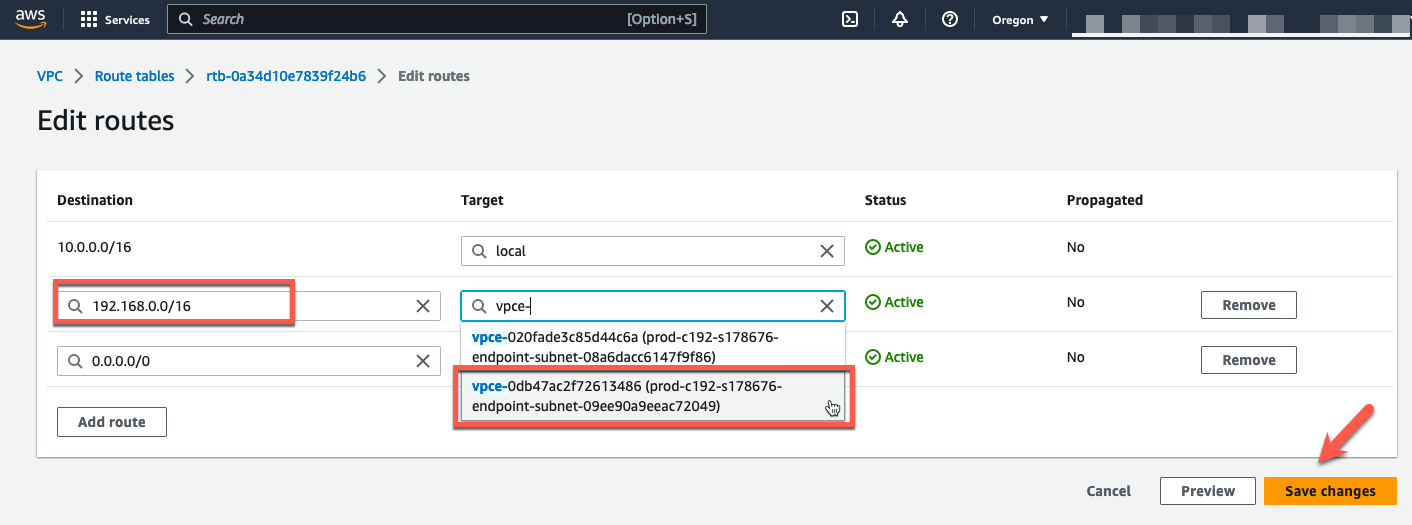 aws
Services
Search
[Option+S]
Oregon
VPC
Route tables
rtb-0a34d10e7839f24b6
Edit routes
Edit routes
Destination
Target
Status
Propagated
10.0.0.0/16
local
Active
No
192.168.0.0/16
vpce-
Active
No
Remove
vpce-020fade3c85d44c6a (prod-c192-s178676-
endpoint-subnet-08a6dacc6147f9f86)
0.0.0.0/0
Active
No
Remove
vpce-0db47ac2f72613486 (prod-c192-s178676-
endpoint-subnet-09ee90a9eeac72049)
Add route
Cancel
Preview
Save changes